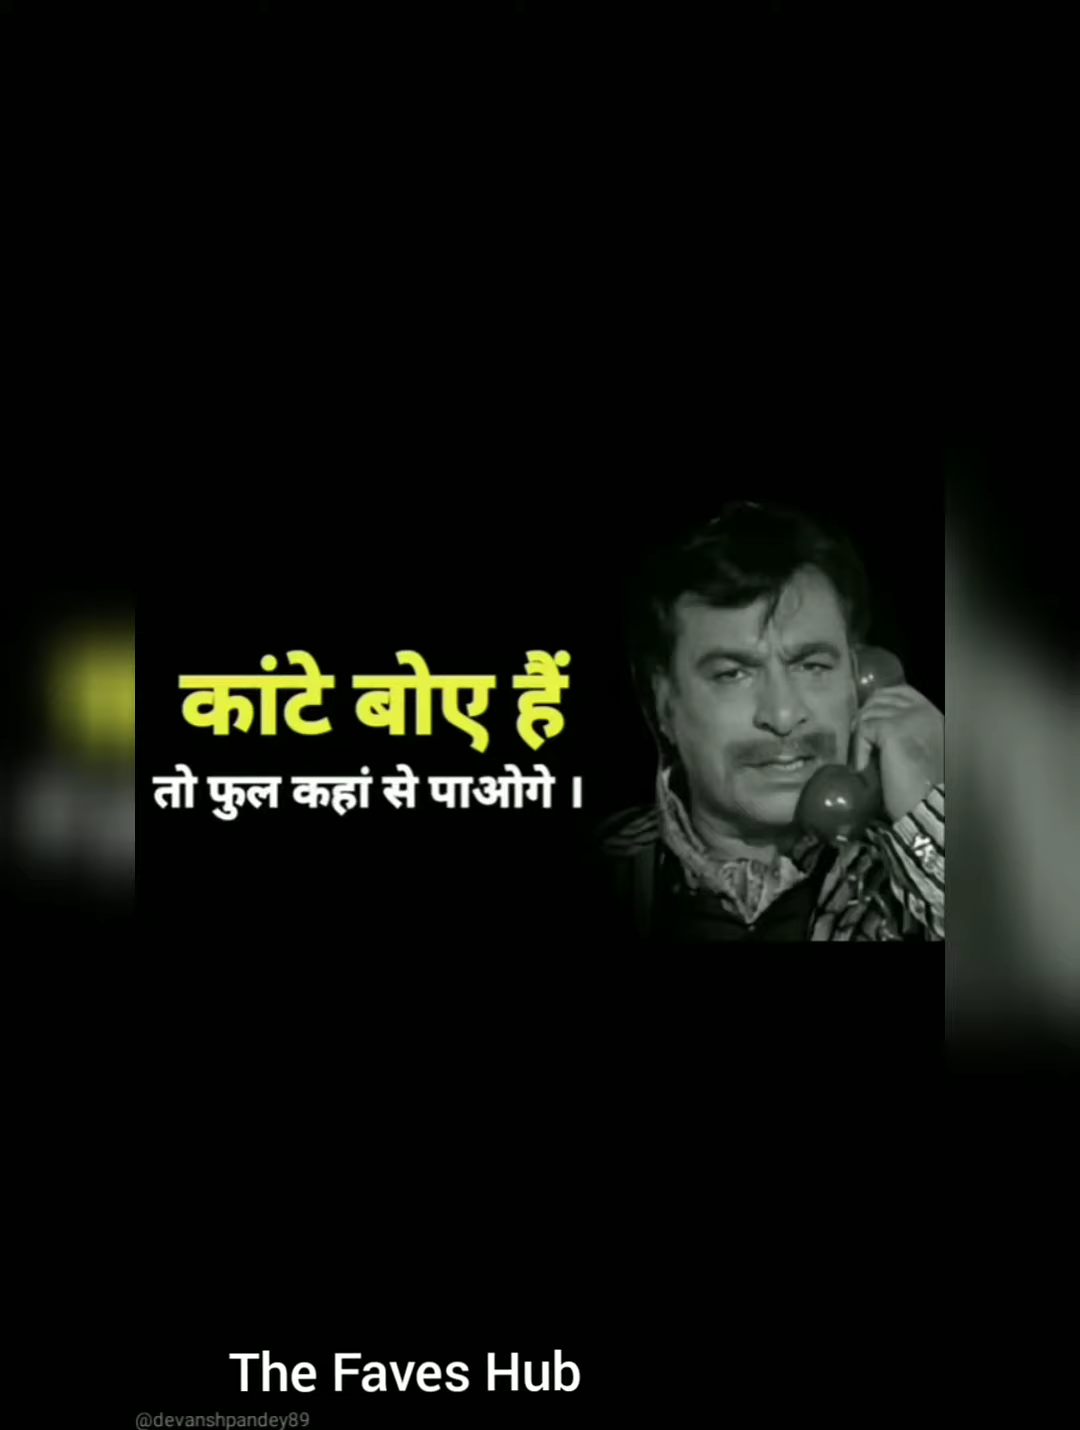 कांटे बोए हैं
तो फुल कहां से पाओगे ।
The Faves Hub
@devanshpandey89